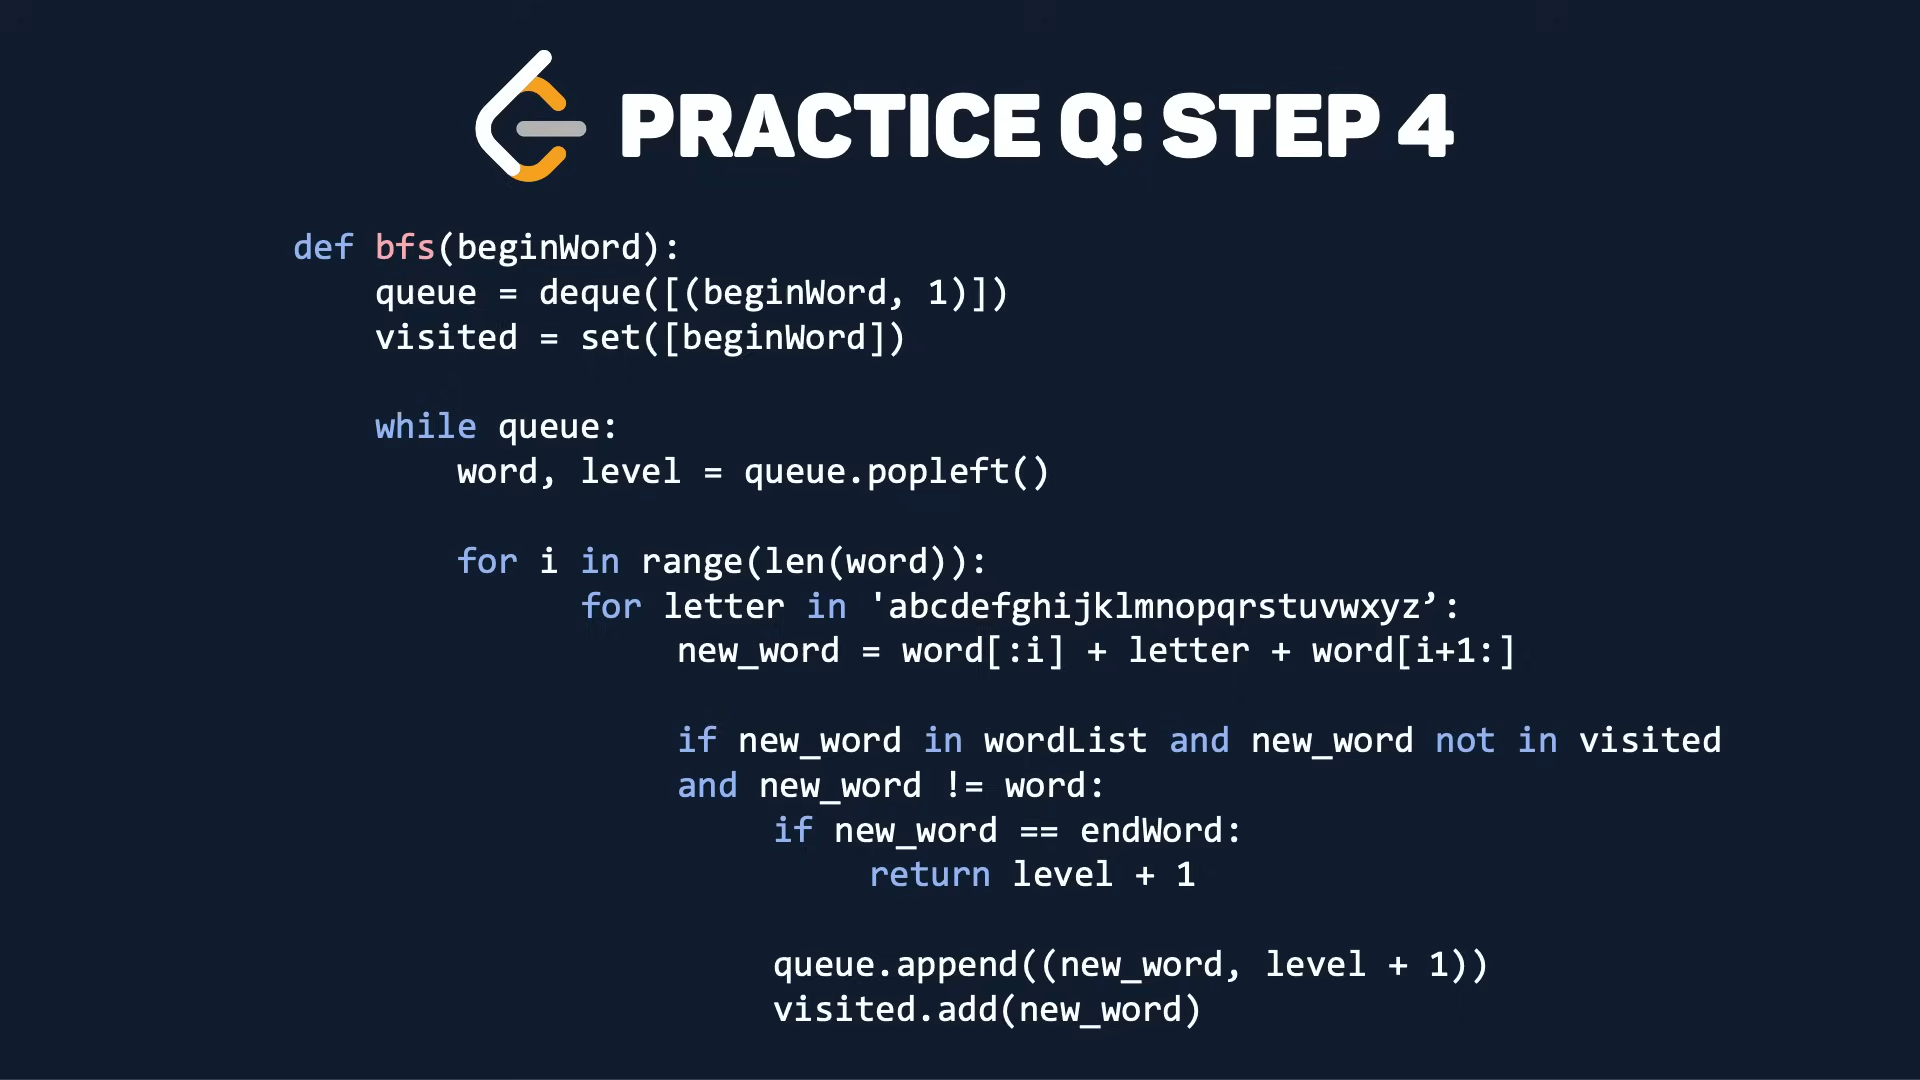 PRACTICE Q: STEP 4
def bfs(beginWord):
queue = deque([(beginWord, 1)])
visited = set([beginWord])
while queue:
word, level = queue.popleft()
for i in range(len(word)):
for letter in 'abcdefghijklmnopqrstuvwxyz’:
new_word = word[:i] + letter + word[i+1:]
if new_word in wordList and new_word not in visited
and new_word != word:
if new_word == endWord:
return level + 1
queue.append((new_word, level + 1))
visited.add(new_word)